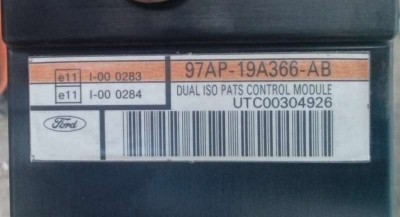 e11 I-00 0283
e11 I-00 0284
97AP-19A366-AB
DUAL ISO PATS CONTROL MODULE
UTC00304926
Ford